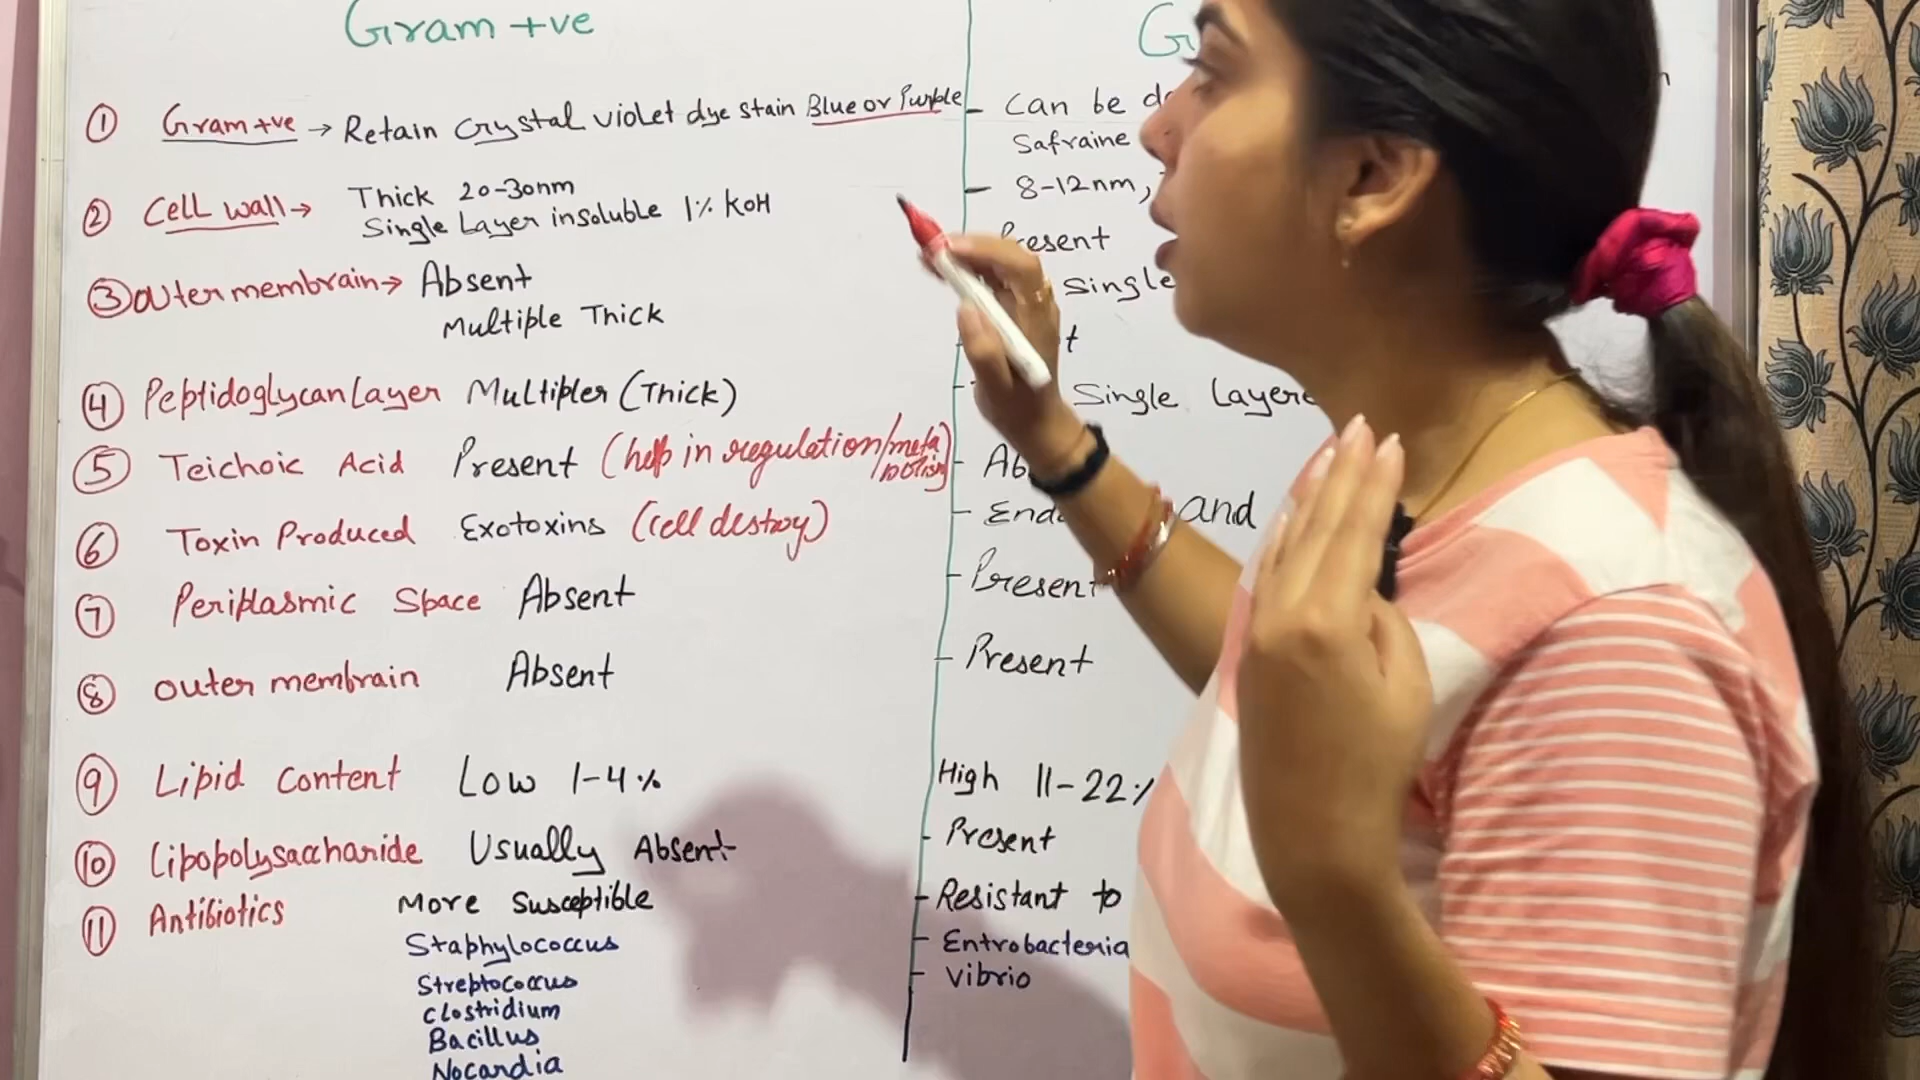 Gram +ve
① Gram +ve → Retain Crystal violet dye stain Blue or Purple
② Cell wall → Thick 20-30nm
Single Layer insoluble 1% KOH
③ outer membrain → Absent
Multiple Thick
④ Peptidoglycan Layer Multipler (Thick)
⑤ Teichoic Acid Present (help in regulation/metabolism)
⑥ Toxin Produced Exotoxins (cell destroy)
⑦ Periplasmic Space Absent
⑧ outer membrain Absent
⑨ Lipid Content Low 1-4%
⑩ Lipopolysaccharide Usually Absent
⑪ Antibiotics More Susceptible
Staphylococcus
Streptococcus
Clostridium
Bacillus
Nocardia
- Can be
Safraine
- 8-12nm,
Present
Single
Single Layere
and
- Present
- Present
High 11-22%
- Present
- Resistant to
- Entrobacteria
- Vibrio